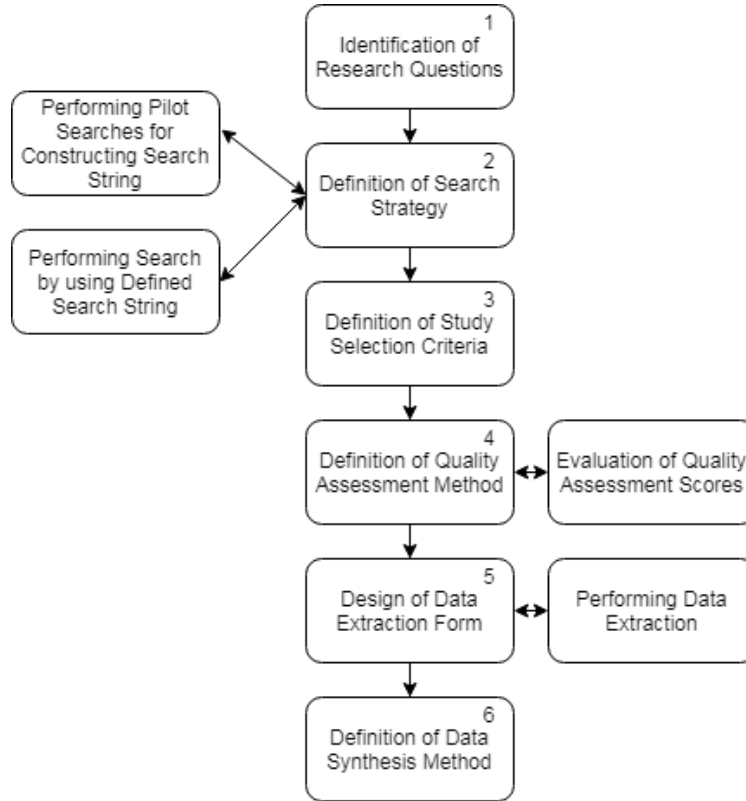 1
Identification of
Research Questions
Performing Pilot
Searches for
Constructing Search
String
2
Definition of Search
Strategy
Performing Search
by using Defined
Search String
3
Definition of Study
Selection Criteria
4
Definition of Quality
Assessment Method
Evaluation of Quality
Assessment Scores
5
Design of Data
Extraction Form
Performing Data
Extraction
6
Definition of Data
Synthesis Method